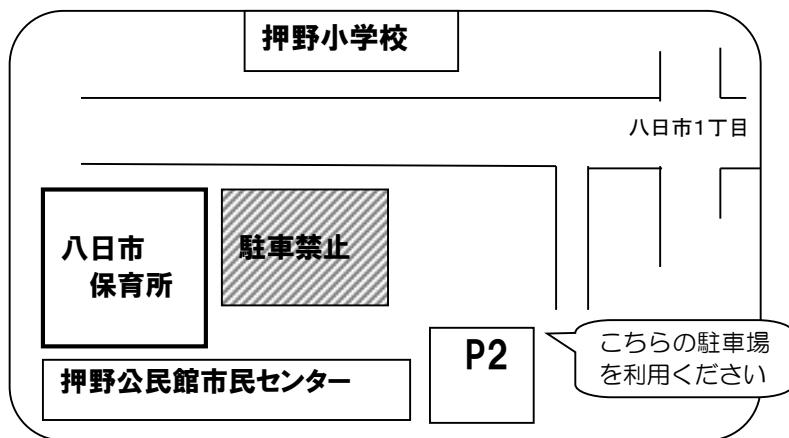 押野小学校
八日市1丁目
八日市
保育所
駐車禁止
P2
こちらの駐車場
を利用ください
押野公民館市民センター